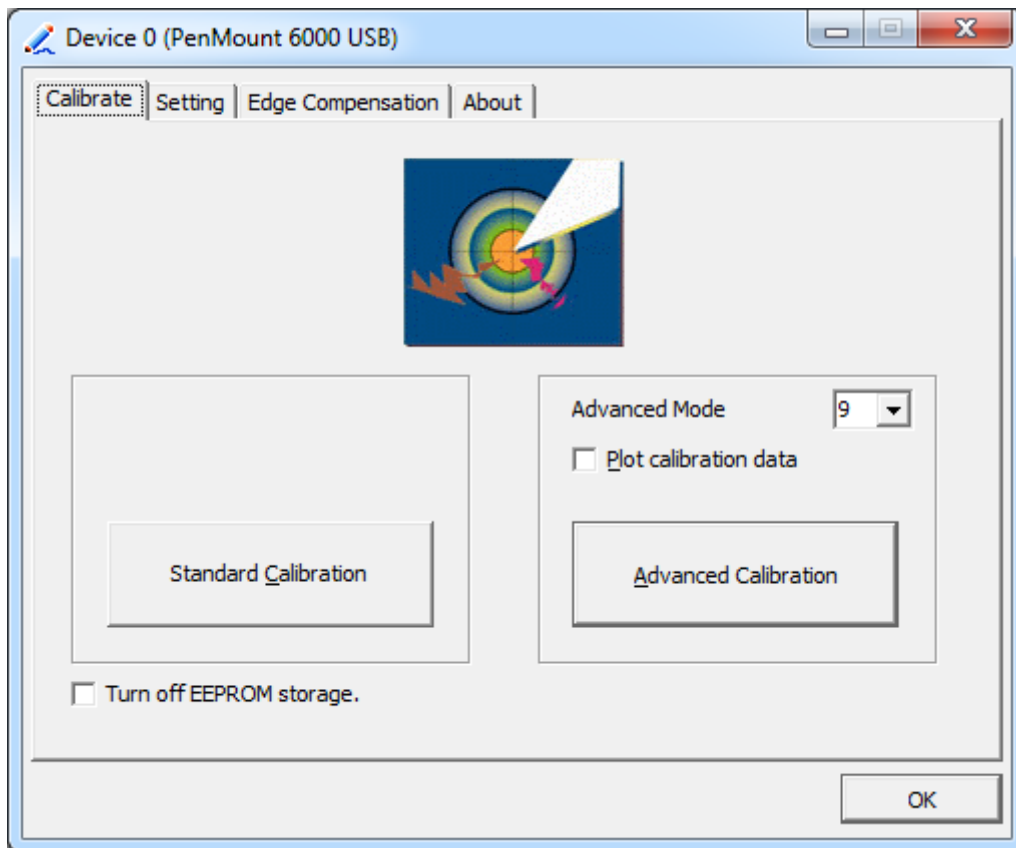 Device 0 (PenMount 6000 USB)
Calibrate Setting Edge Compensation About
Advanced Mode 9
Plot calibration data
Standard Calibration
Advanced Calibration
Turn off EEPROM storage.
OK